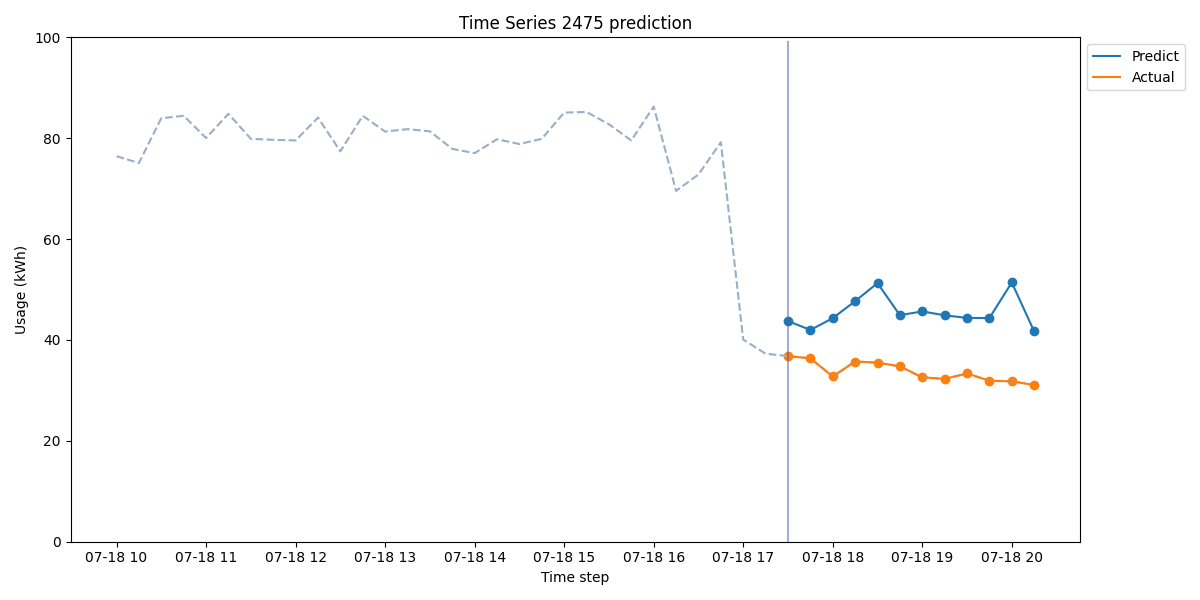 Time Series 2475 prediction
Predict
Actual
Usage (kWh)
100
80
60
40
20
0
07-18 10 07-18 11 07-18 12 07-18 13 07-18 14 07-18 15 07-18 16 07-18 17 07-18 18 07-18 19 07-18 20
Time step